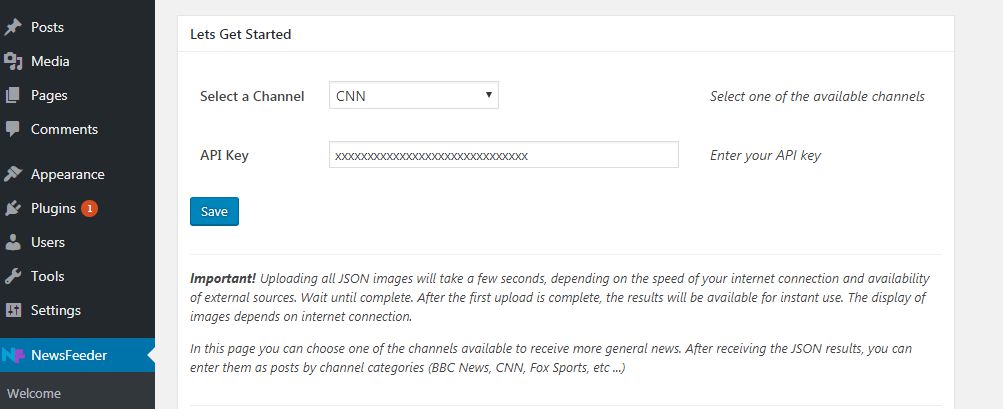 Posts
Media
Pages
Comments
Appearance
Plugins 1
Users
Tools
Settings
NewsFeeder
Welcome
Lets Get Started
Select a Channel CNN Select one of the available channels
API Key xxxxxxxxxxxxxxxxxxxxxxxxxxxxxxx Enter your API key
Save
Important! Uploading all JSON images will take a few seconds, depending on the speed of your internet connection and availability
of external sources. Wait until complete. After the first upload is complete, the results will be available for instant use. The display of
images depends on internet connection.
In this page you can choose one of the channels available to receive more general news. After receiving the JSON results, you can
enter them as posts by channel categories (BBC News, CNN, Fox Sports, etc ...)